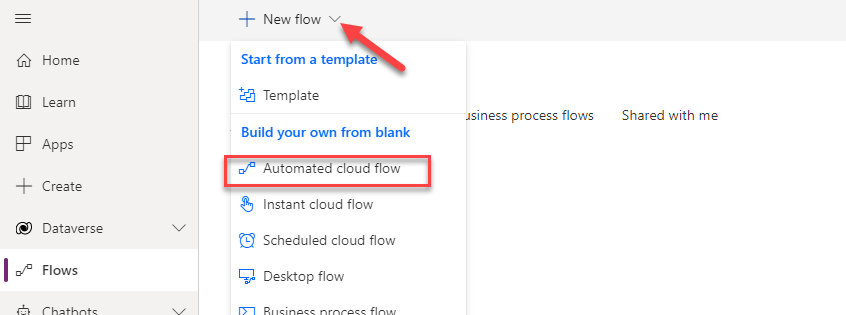 New flow
Home
Start from a template
Template
Learn
usiness process flows Shared with me
Build your own from blank
Apps
Automated cloud flow
Create
Instant cloud flow
Dataverse
Scheduled cloud flow
Flows
Desktop flow
Chatbots
Business process flow